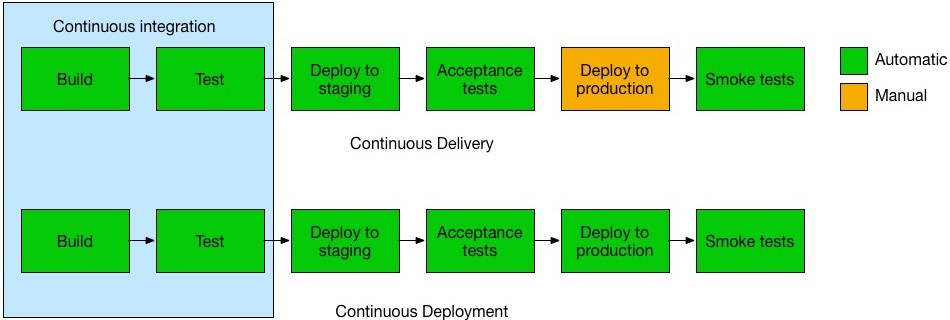 Continuous integration
Build
Test
Deploy to
staging
Acceptance
tests
Deploy to
production
Smoke tests
Automatic
Manual
Continuous Delivery
Build
Test
Deploy to
staging
Acceptance
tests
Deploy to
production
Smoke tests
Continuous Deployment